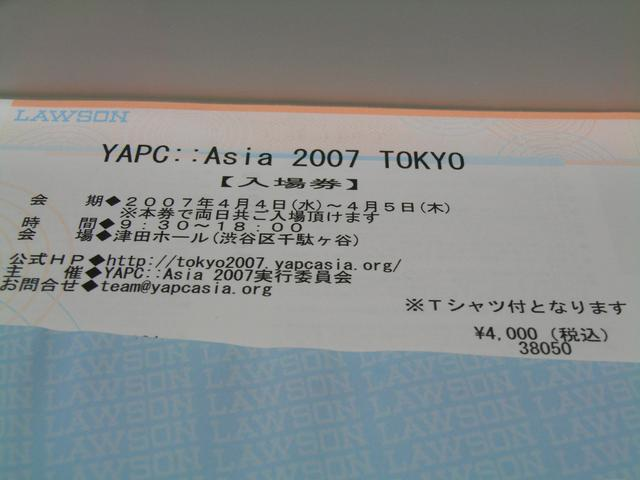 LAWSON
YAPC::Asia 2007 TOKYO
【入場券】
会　　期◆2007年4月4日(水)～4月5日(木)
※本券で両日共ご入場頂けます
時　　間◆9:30～18:00
会　　場◆津田ホール(渋谷区千駄ヶ谷)
公式HP◆http://tokyo2007.yapcasia.org/
主　　催◆YAPC::Asia 2007実行委員会
お問合せ◆team@yapcasia.org
※Tシャツ付となります
¥4,000 (税込)
38050
LAWSON LAWSON LAWSON